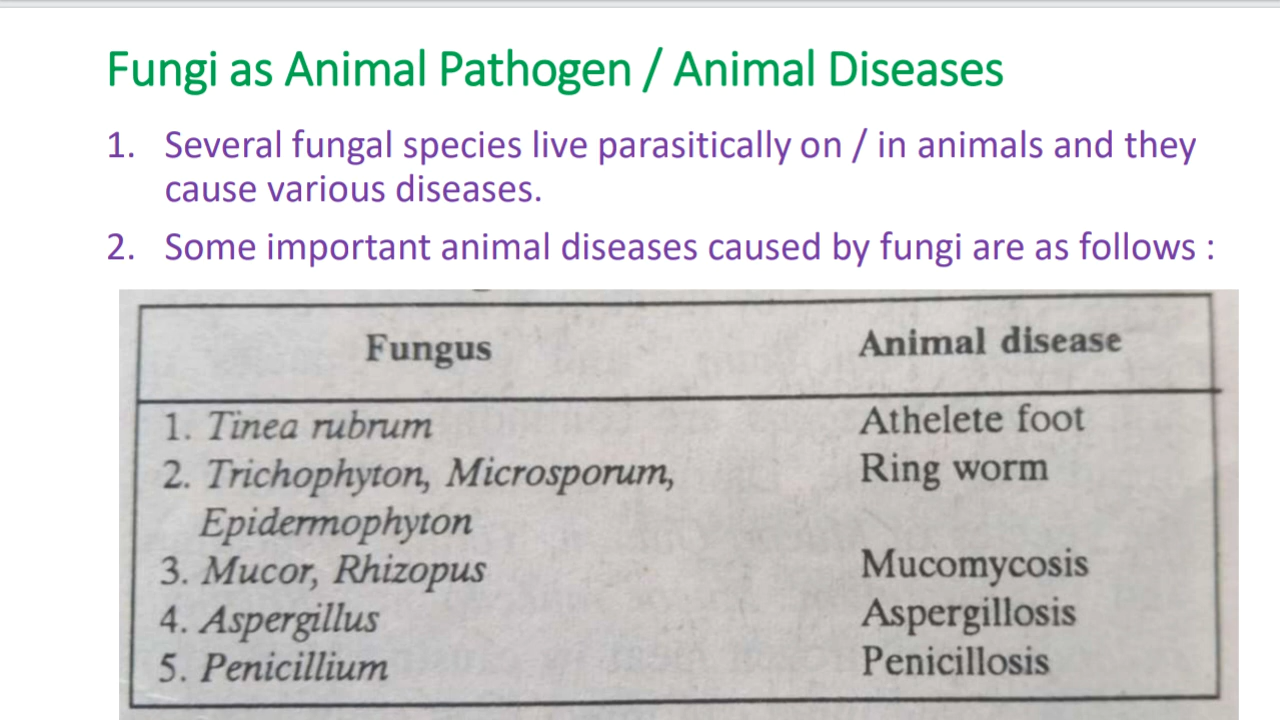 Fungi as Animal Pathogen / Animal Diseases
1. Several fungal species live parasitically on / in animals and they
cause various diseases.
2. Some important animal diseases caused by fungi are as follows :
Fungus Animal disease
1. Tinea rubrum Athelete foot
2. Trichophyton, Microsporum, Ring worm
Epidermophyton
3. Mucor, Rhizopus Mucomycosis
4. Aspergillus Aspergillosis
5. Penicillium Penicillosis